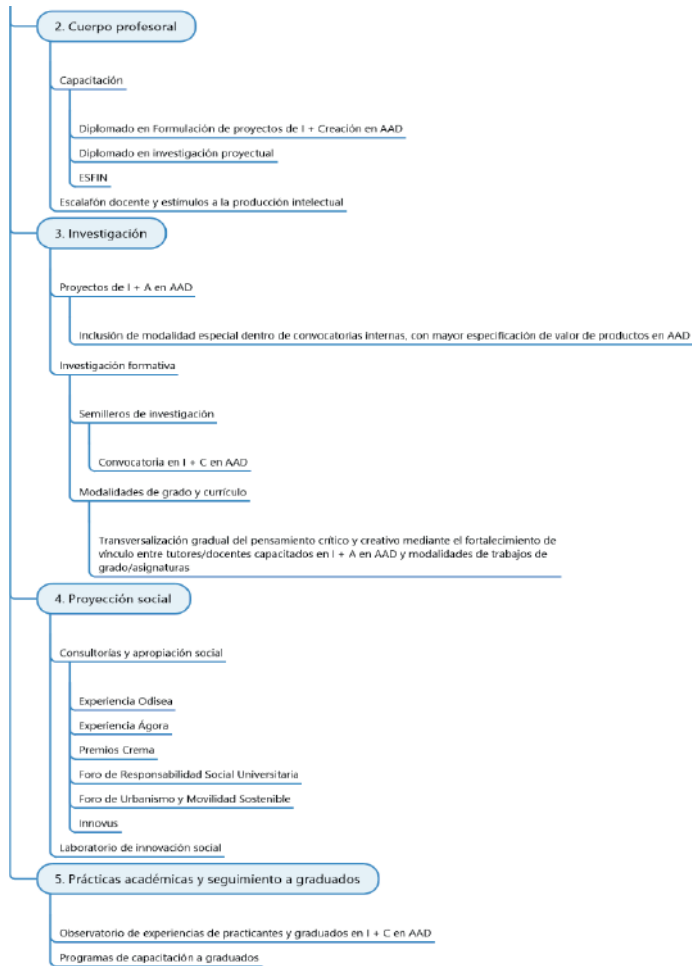 2. Cuerpo profesoral
Capacitación
Diplomado en Formulación de proyectos de I + Creación en AAD
Diplomado en investigación proyectual
ESFIN
Escalafón docente y estímulos a la producción intelectual
3. Investigación
Proyectos de I + A en AAD
Inclusión de modalidad especial dentro de convocatorias internas, con mayor especificación de valor de productos en AAD
Investigación formativa
Semilleros de investigación
Convocatoria en I + C en AAD
Modalidades de grado y currículo
Transversalización gradual del pensamiento crítico y creativo mediante el fortalecimiento de
vínculo entre tutores/docentes capacitados en I + A en AAD y modalidades de trabajos de
grado/asignaturas
4. Proyección social
Consultorías y apropiación social
Experiencia Odisea
Experiencia Ágora
Premios Crema
Foro de Responsabilidad Social Universitaria
Foro de Urbanismo y Movilidad Sostenible
Innovus
Laboratorio de innovación social
5. Prácticas académicas y seguimiento a graduados
Observatorio de experiencias de practicantes y graduados en I + C en AAD
Programas de capacitación a graduados